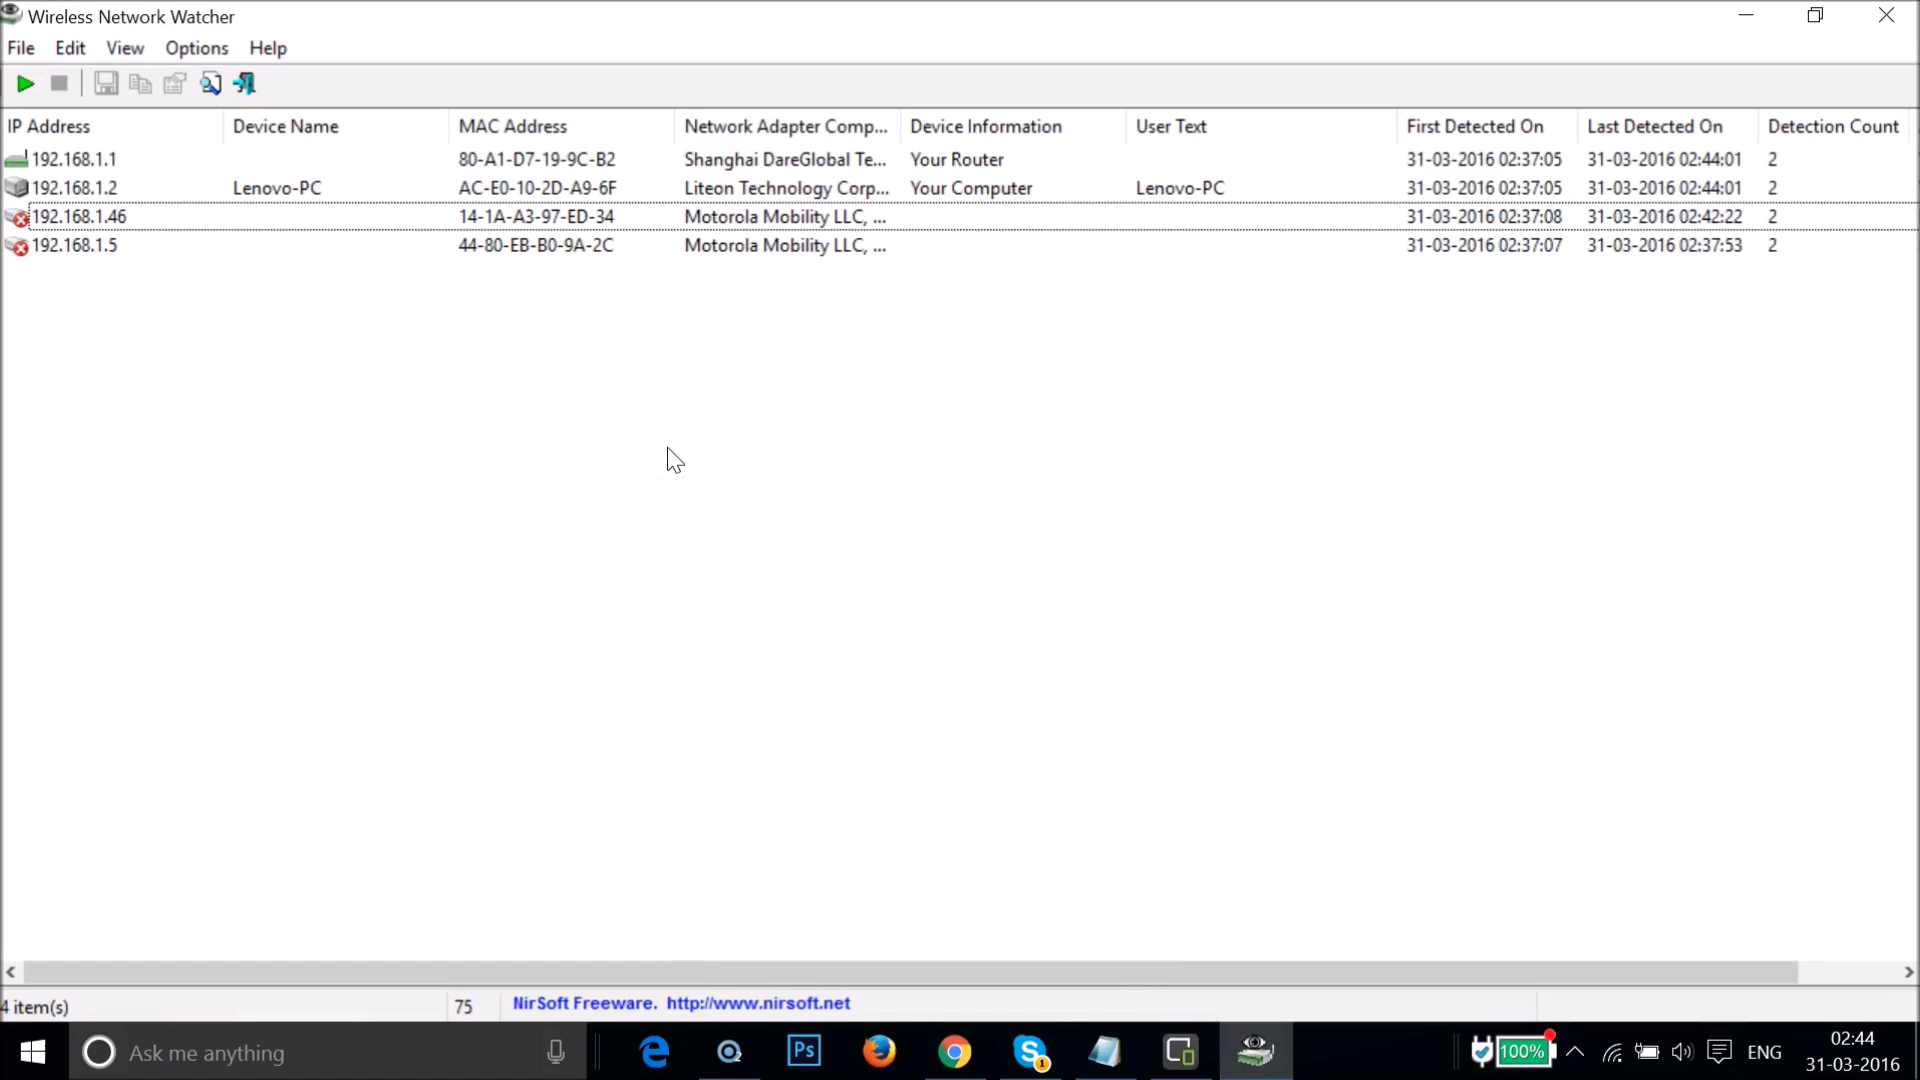 Wireless Network Watcher
File Edit View Options Help
IP Address Device Name MAC Address Network Adapter Comp... Device Information User Text First Detected On Last Detected On Detection Count
192.168.1.1 80-A1-D7-19-9C-B2 Shanghai DareGlobal Te... Your Router 31-03-2016 02:37:05 31-03-2016 02:44:01 2
192.168.1.2 Lenovo-PC AC-E0-10-2D-A9-6F Liteon Technology Corp... Your Computer Lenovo-PC 31-03-2016 02:37:05 31-03-2016 02:44:01 2
192.168.1.46 14-1A-A3-97-ED-34 Motorola Mobility LLC, ... 31-03-2016 02:37:08 31-03-2016 02:42:22 2
192.168.1.5 44-80-EB-B0-9A-2C Motorola Mobility LLC, ... 31-03-2016 02:37:07 31-03-2016 02:37:53 2
4 item(s) 75 NirSoft Freeware. http://www.nirsoft.net
Ask me anything Ps S 1 100% ENG 02:44
31-03-2016